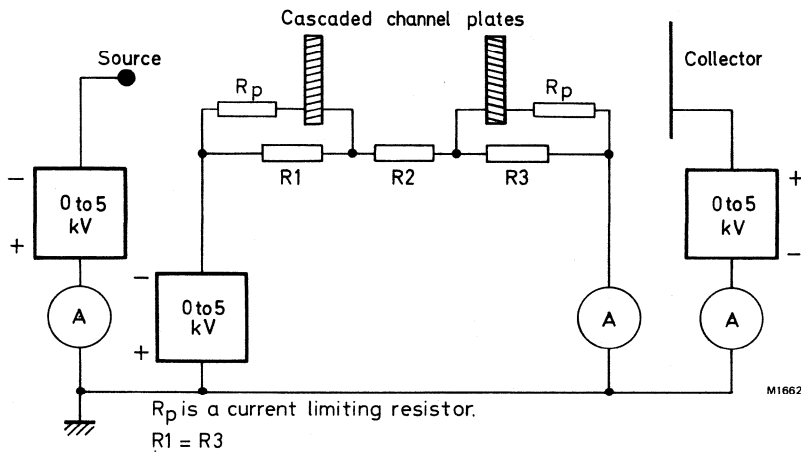 Cascaded channel plates
Source
Collector
Rp
Rp
R1
R2
R3
−
0 to 5
kV
+
−
0 to 5
kV
+
+
0 to 5
kV
−
A
A
A
M1662
Rp is a current limiting resistor.
R1 = R3